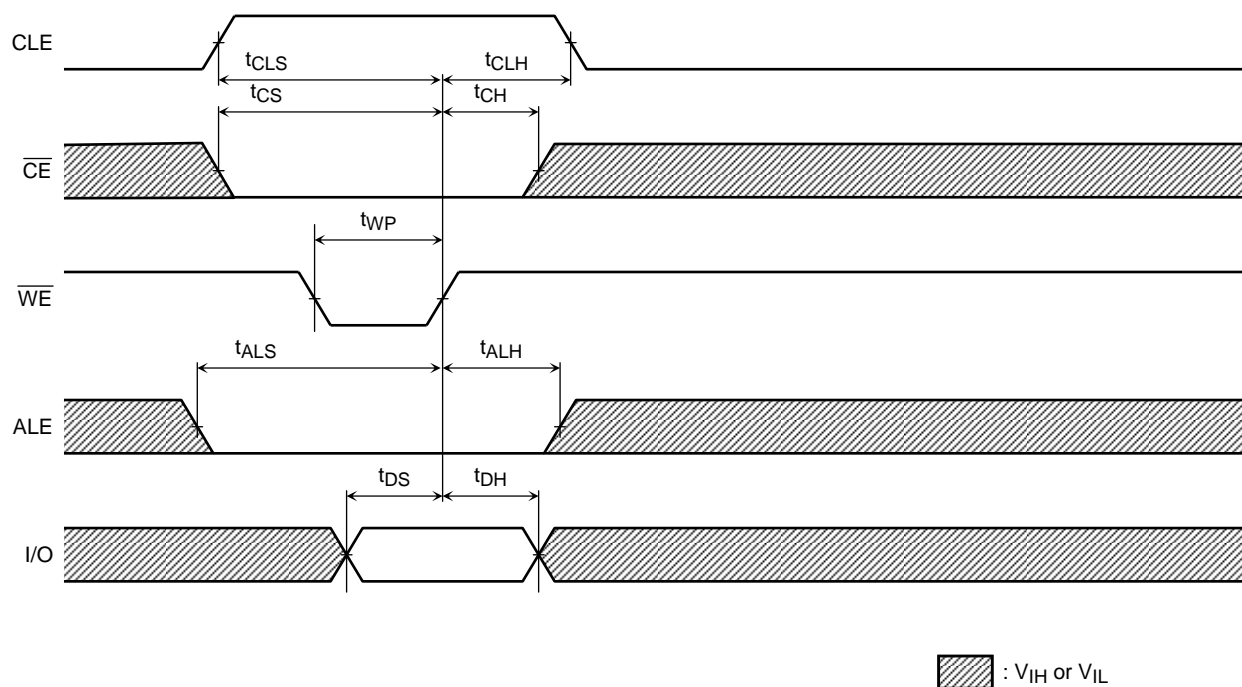 CLE
tCLS
tCLH
tCS
tCH
CE
tWP
WE
tALS
tALH
ALE
tDS
tDH
I/O
: VIH or VIL